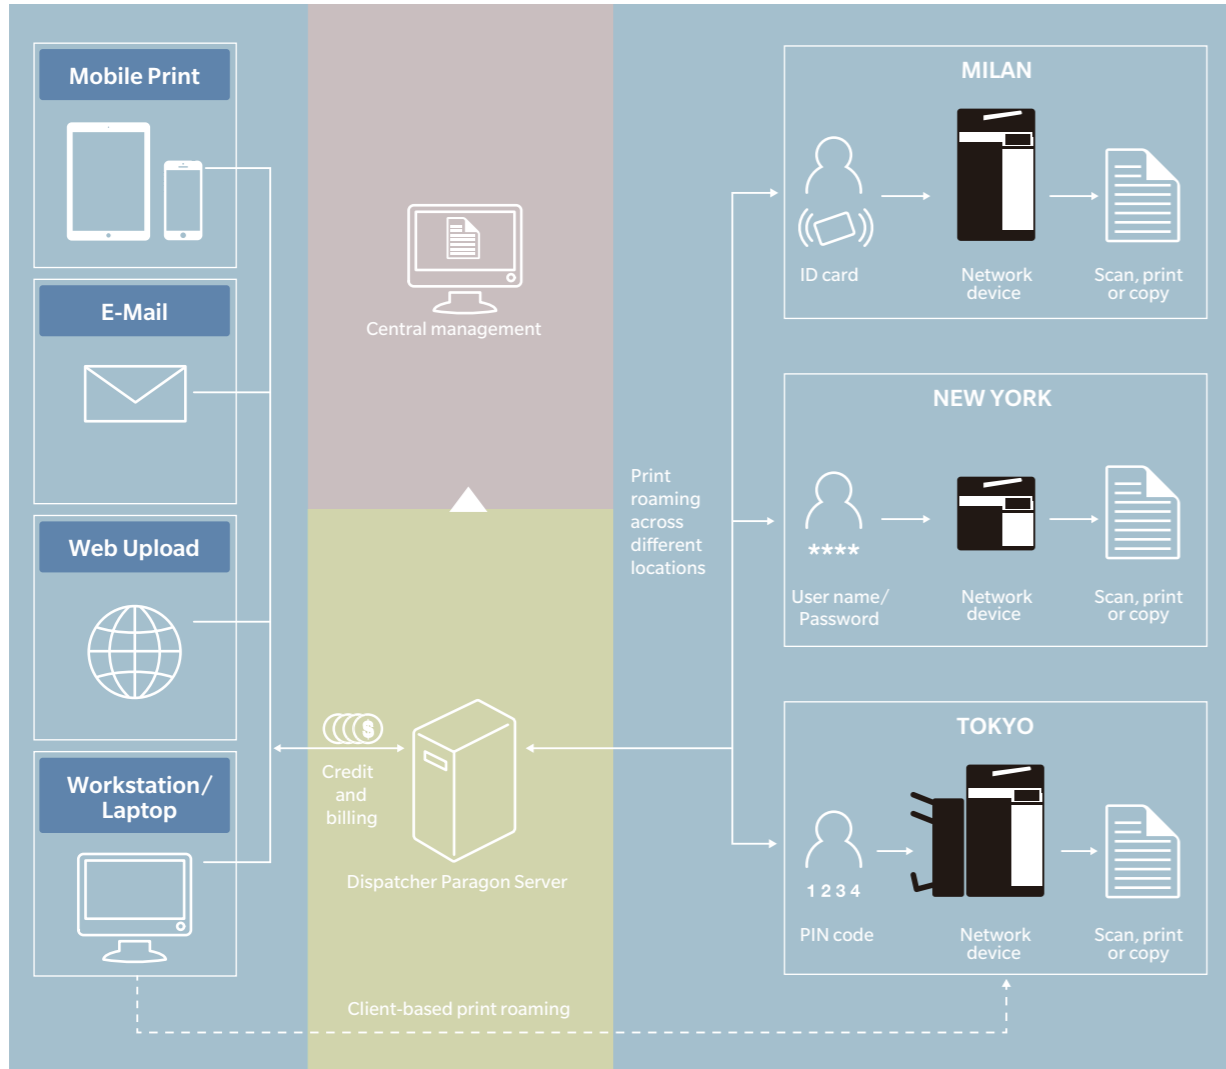 Mobile Print
E-Mail
Web Upload
Workstation/
Laptop
Central management
$
Credit
and
billing
Dispatcher Paragon Server
Client-based print roaming
Print
roaming
across
different
locations
MILAN
ID card
Network
device
Scan, print
or copy
NEW YORK
****
User name/
Password
Network
device
Scan, print
or copy
TOKYO
1 2 3 4
PIN code
Network
device
Scan, print
or copy